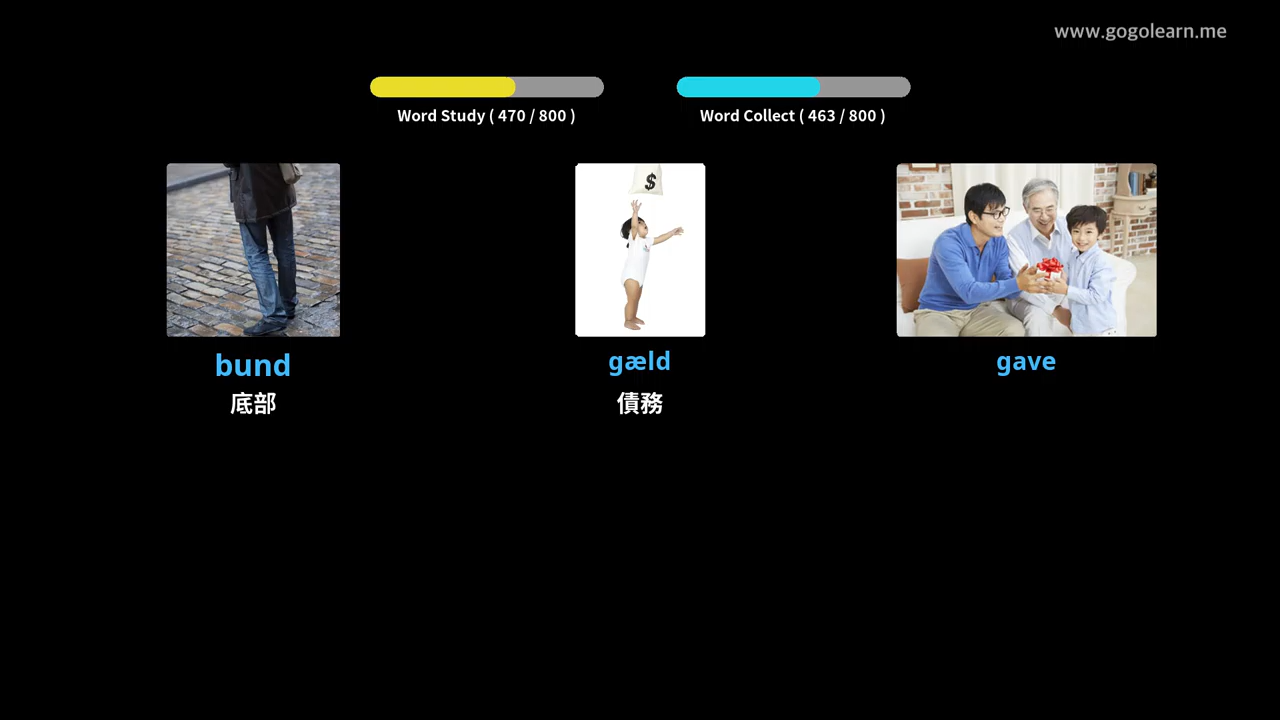 www.gogolearn.me
Word Study ( 470 / 800 )
Word Collect ( 463 / 800 )
$
bund
gæld
gave
底部
債務